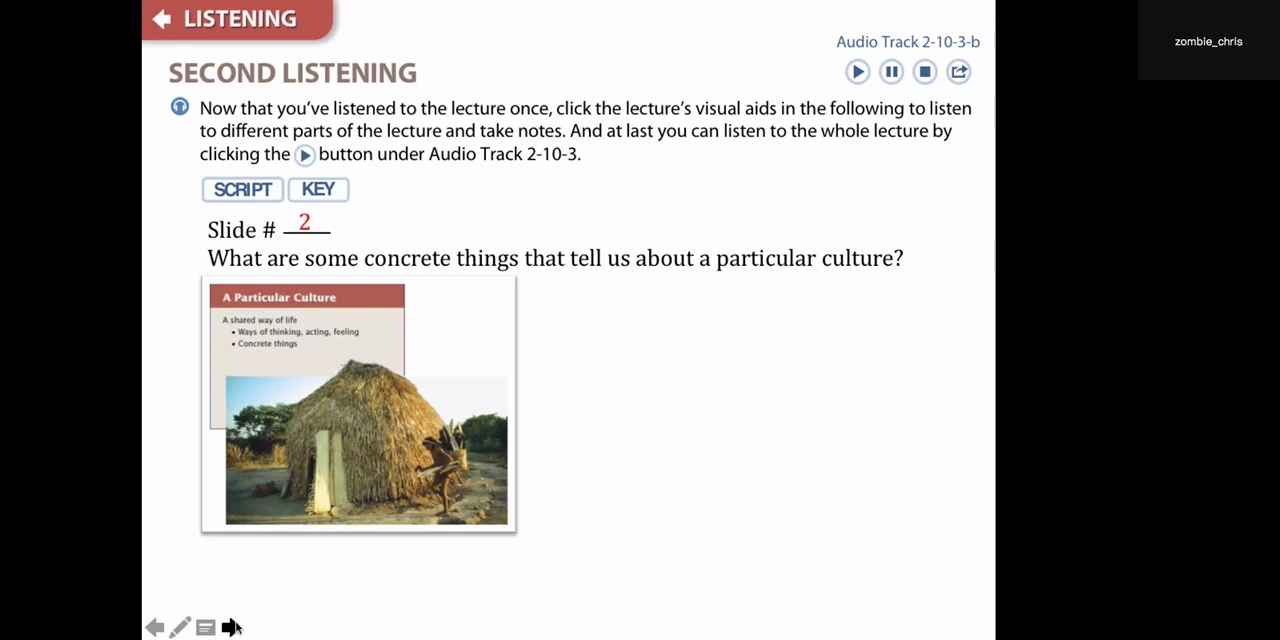 LISTENING
zombie_chris
Audio Track 2-10-3-b
SECOND LISTENING
Now that you've listened to the lecture once, click the lecture's visual aids in the following to listen
to different parts of the lecture and take notes. And at last you can listen to the whole lecture by
clicking the button under Audio Track 2-10-3.
SCRIPT KEY
Slide # 2
What are some concrete things that tell us about a particular culture?
A Particular Culture
A shared way of life
• Ways of thinking, acting, feeling
• Concrete things